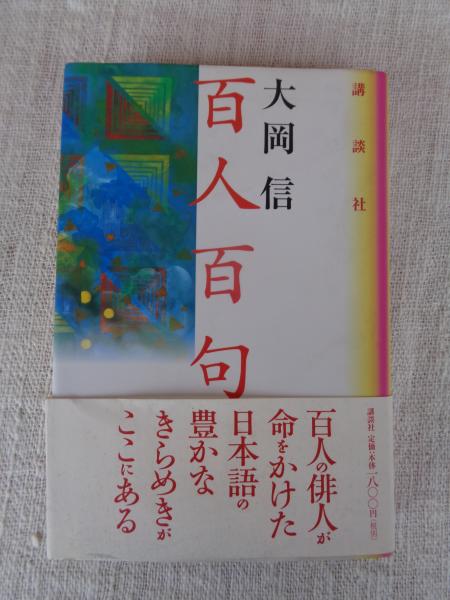 講談社
大岡信
百人百句
講談社 定価:本体一八〇〇円(税別)
百人の俳人が
命をかけた
日本語の
豊かな
きらめきが
ここにある